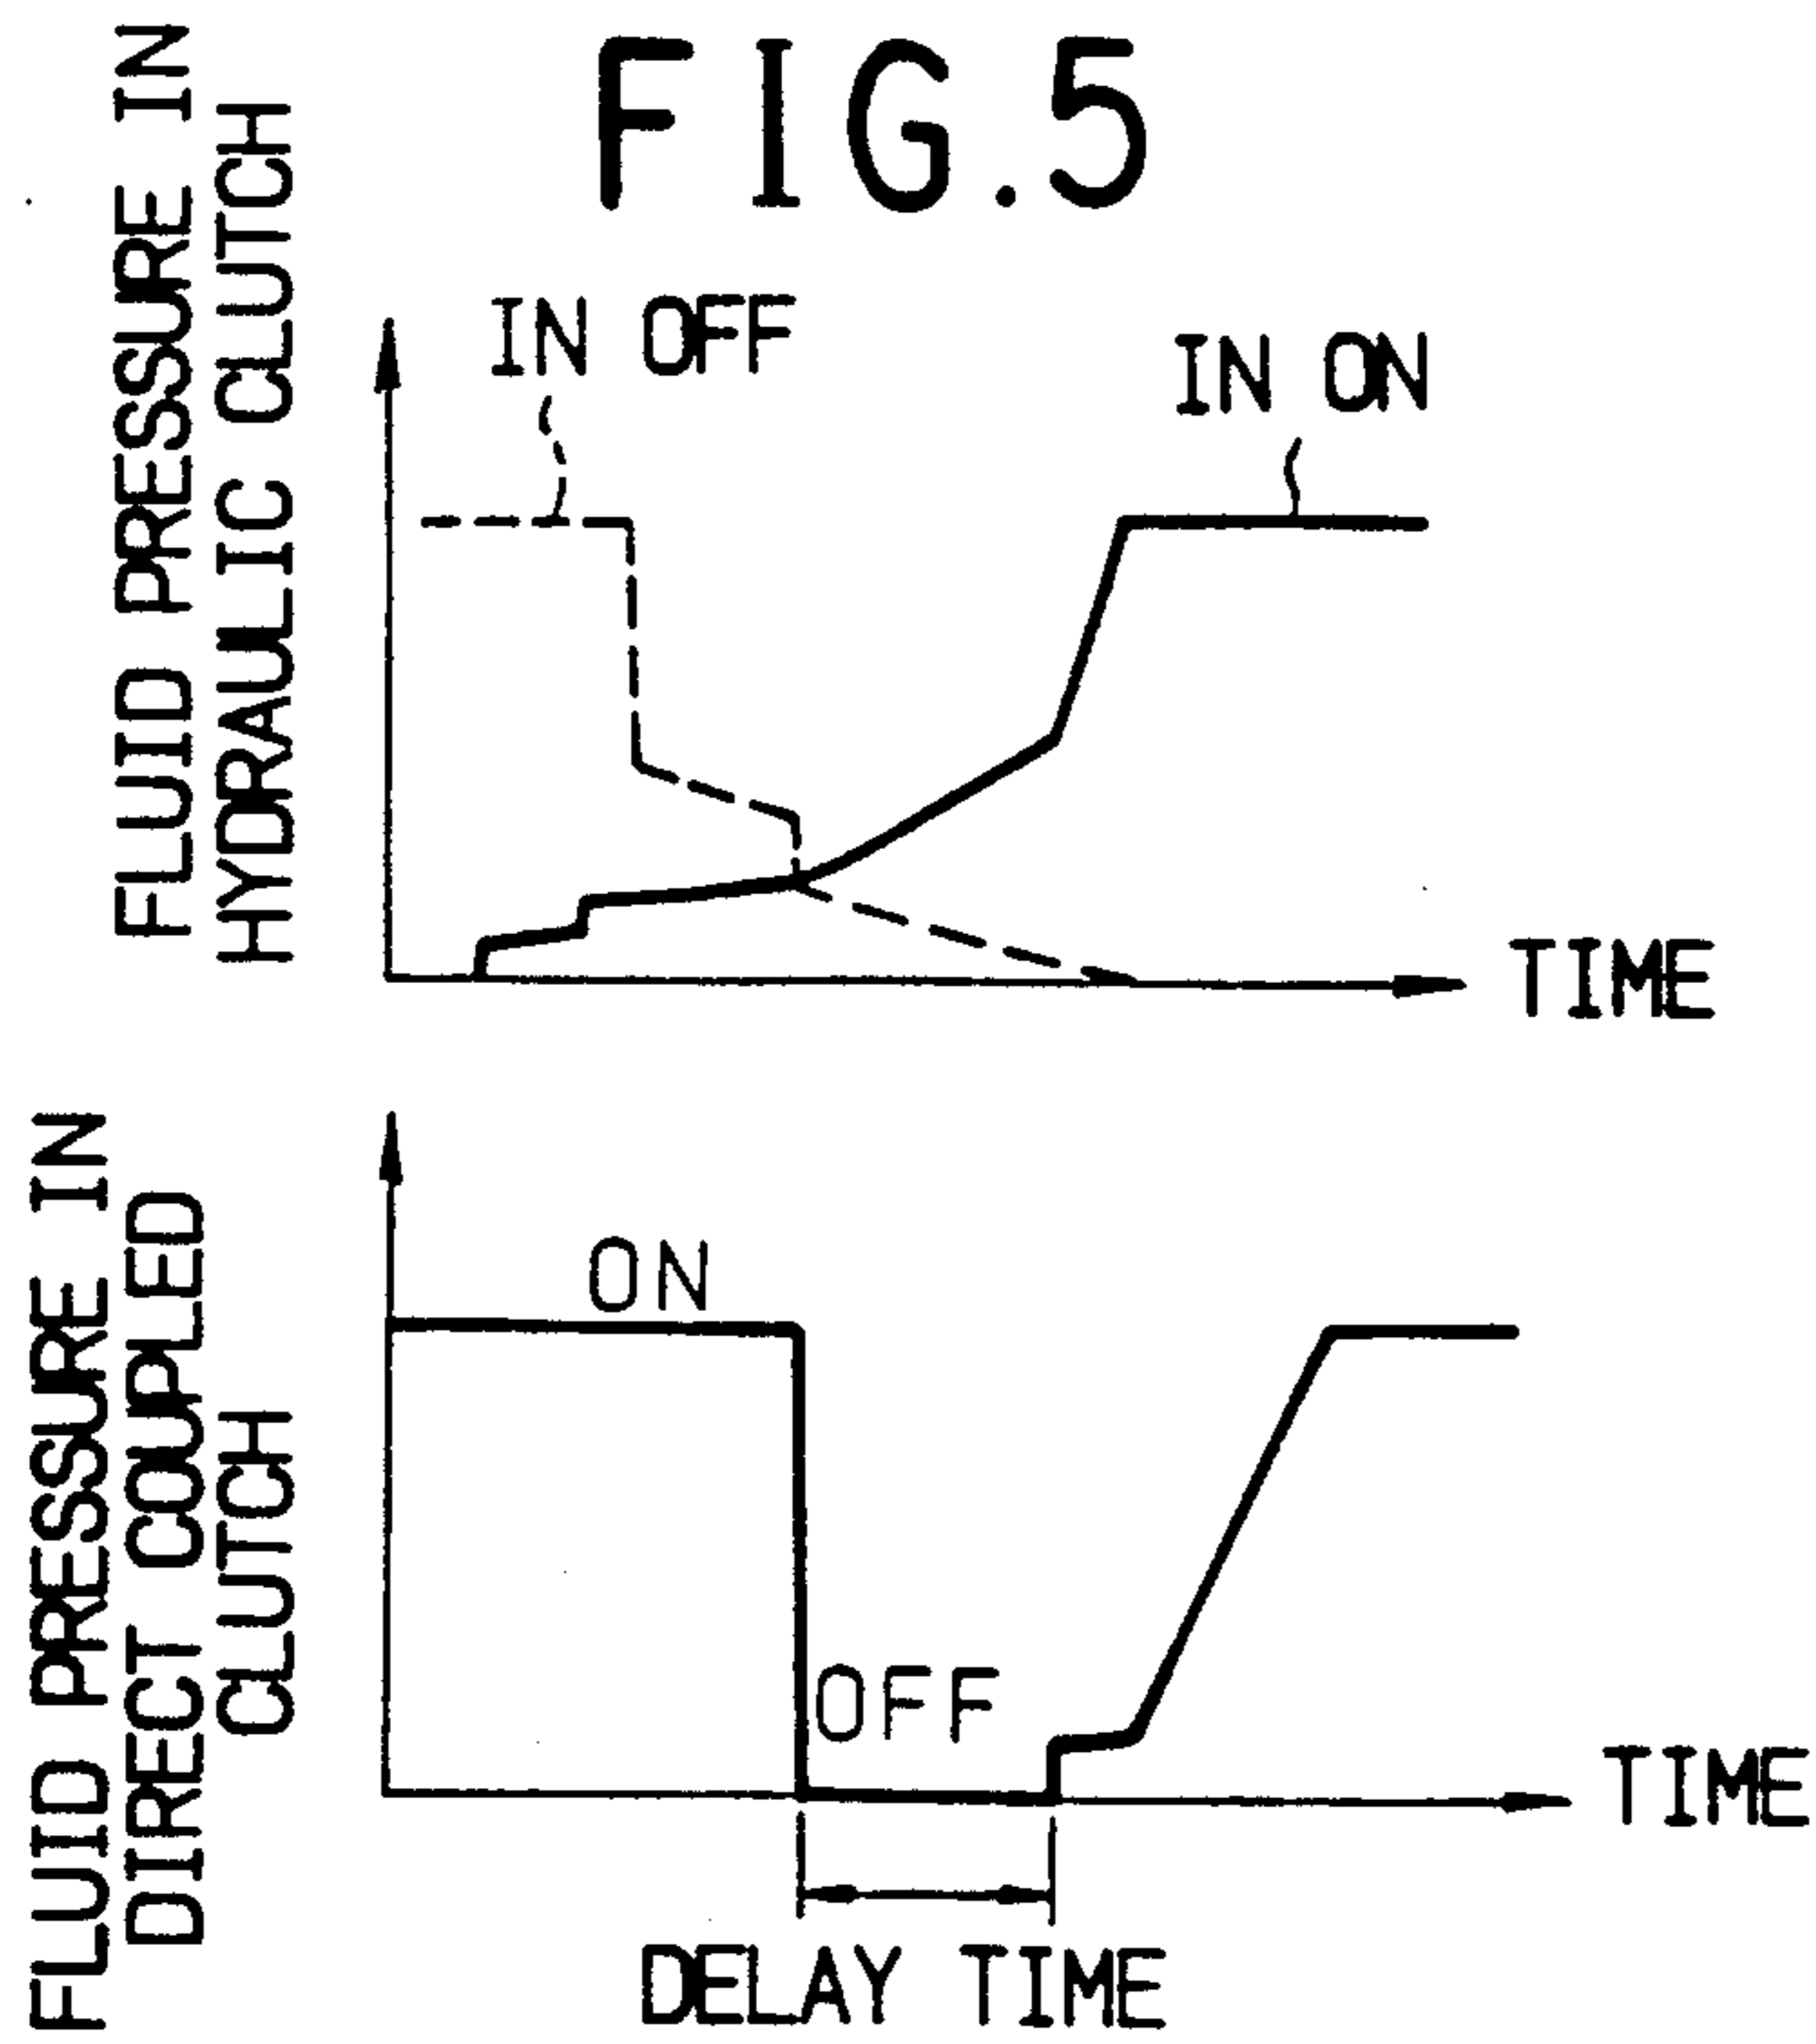 FIG.5
FLUID PRESSURE IN
HYDRAULIC CLUTCH
IN OFF
IN ON
TIME
FLUID PRESSURE IN
DIRECT COUPLED
CLUTCH
ON
OFF
TIME
DELAY TIME